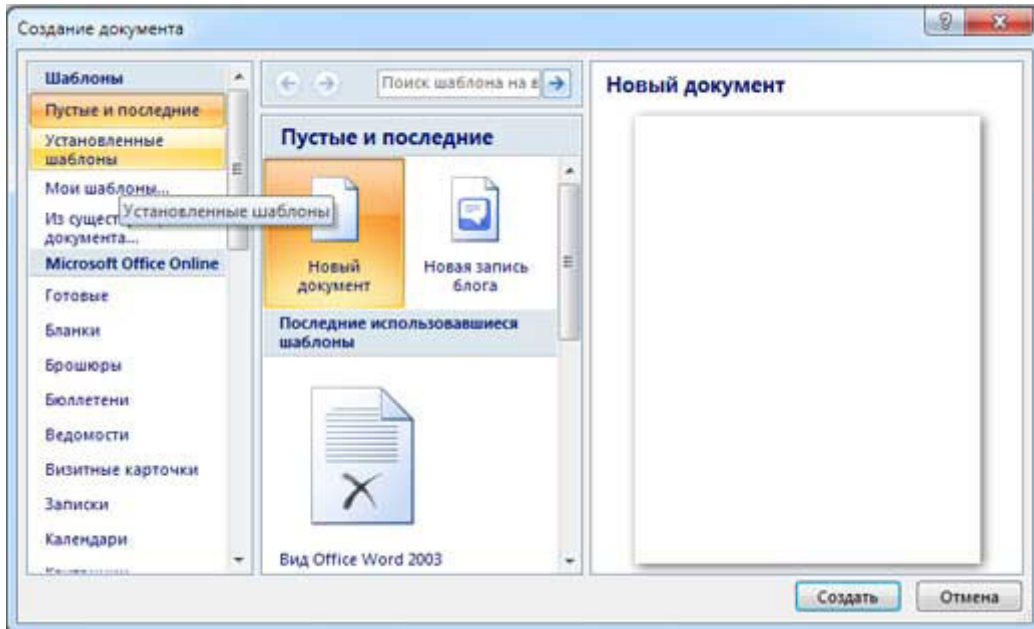 Создание документа
Шаблоны
Пустые и последние
Установленные
шаблоны
Мои шаблоны...
Из сущест
документа...
Установленные шаблоны
Microsoft Office Online
Готовые
Бланки
Брошюры
Бюллетени
Ведомости
Визитные карточки
Записки
Календари
Поиск шаблона на в
Пустые и последние
Новый
документ
Новая запись
блога
Последние использовавшиеся
шаблоны
Вид Office Word 2003
Новый документ
Создать
Отмена